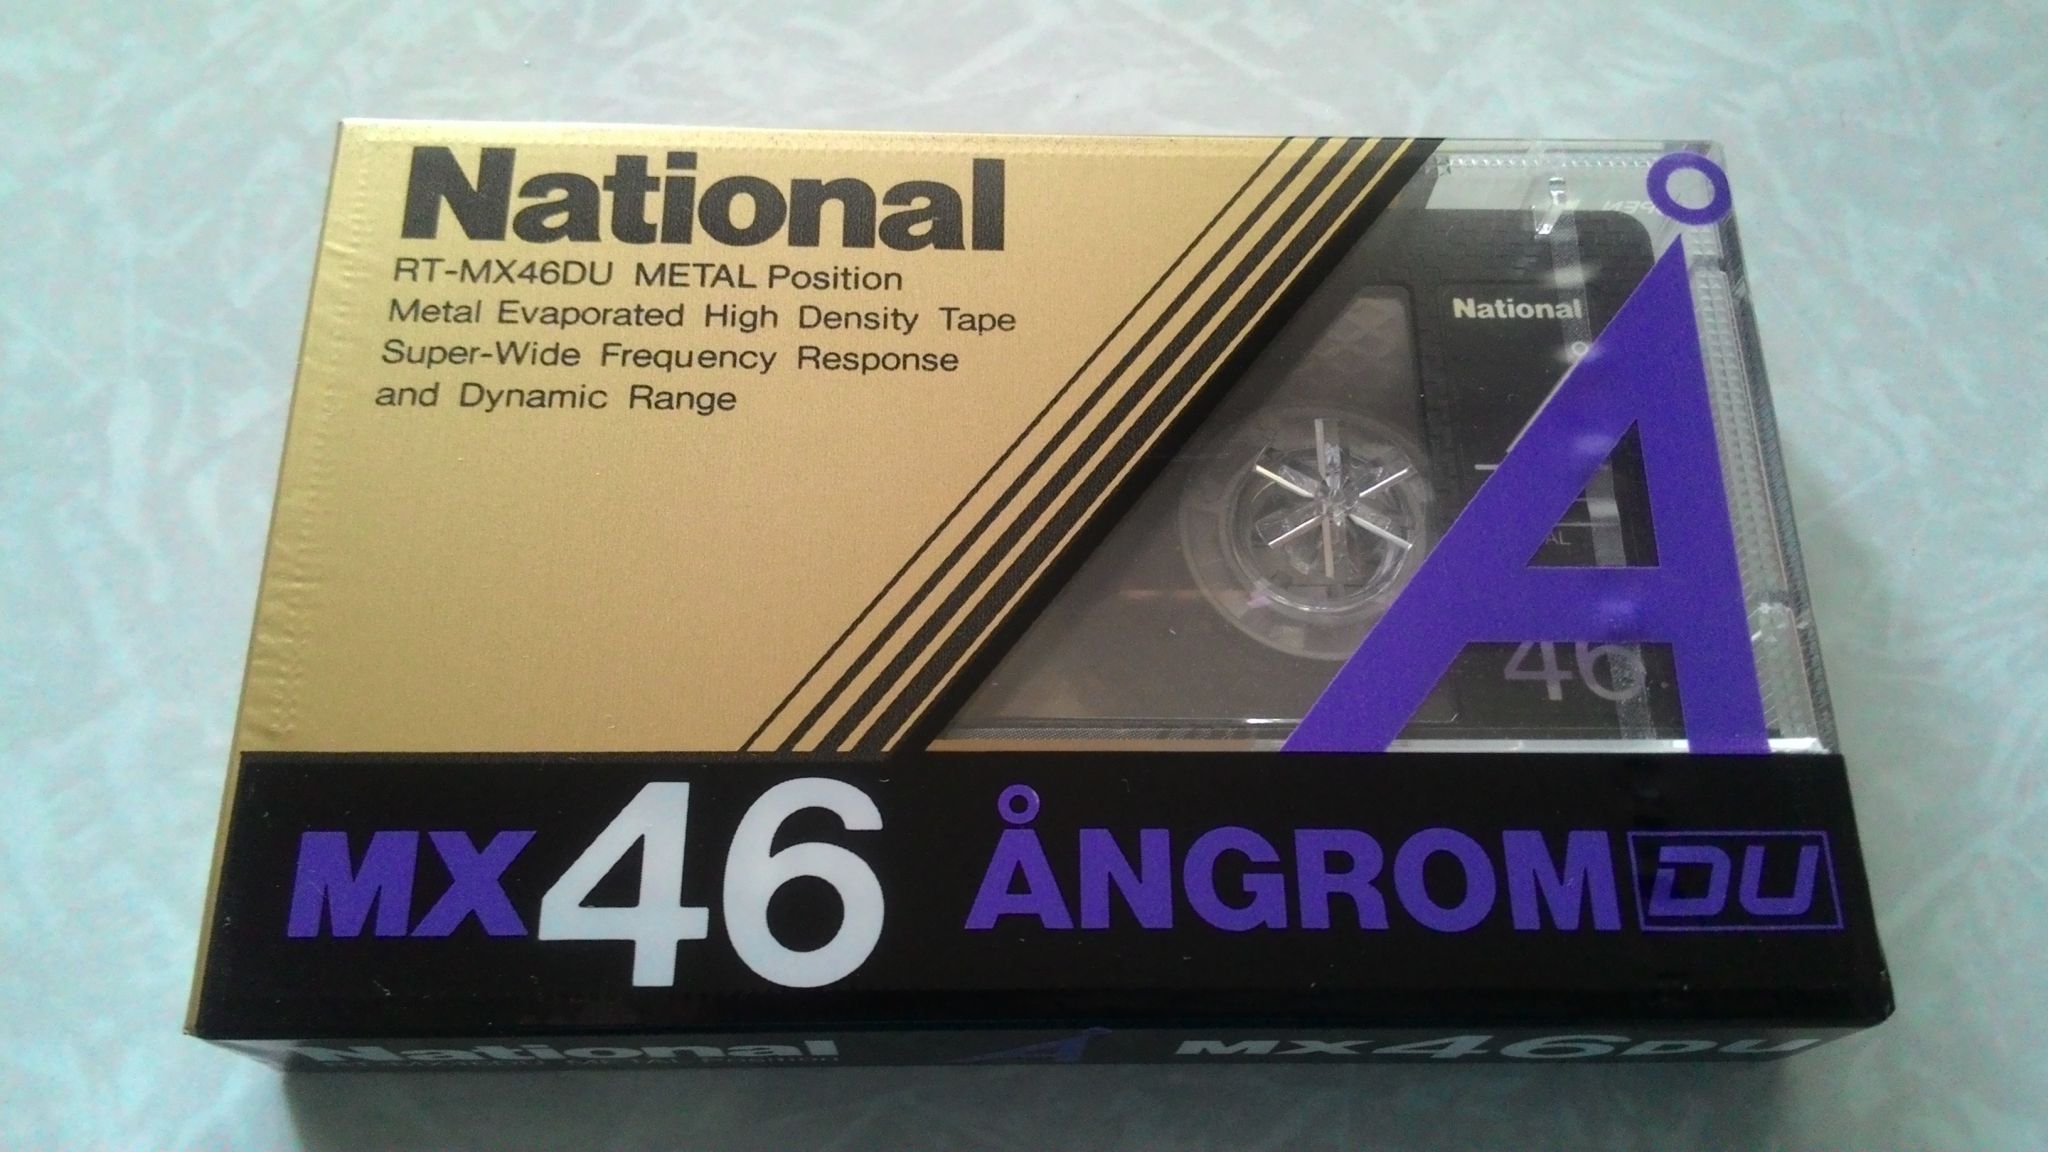 National
RT-MX46DU METAL Position
Metal Evaporated High Density Tape
Super-Wide Frequency Response
and Dynamic Range
OPEN
National
46
Å
MX46 ÅNGROM DU
National Å MX46DU